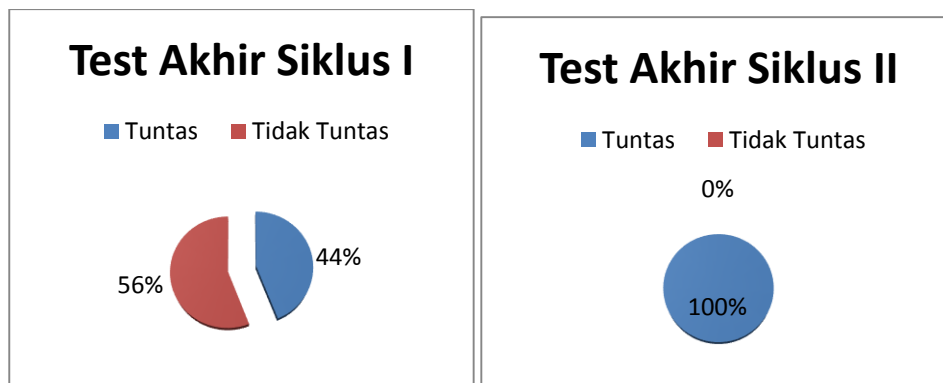 Test Akhir Siklus I
Tuntas Tidak Tuntas
44%
56%
Test Akhir Siklus II
Tuntas Tidak Tuntas
0%
100%